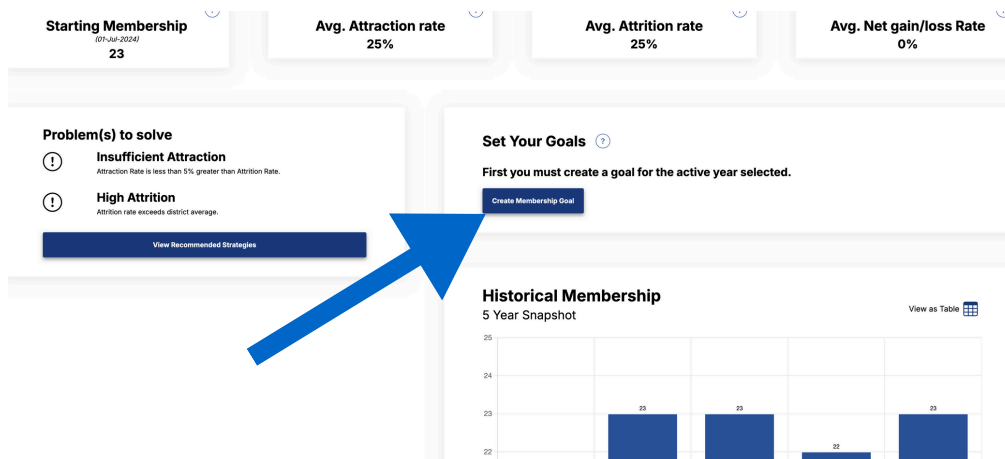 Starting Membership
(01-Jul-2024)
23
Avg. Attraction rate
25%
Avg. Attrition rate
25%
Avg. Net gain/loss Rate
0%
Problem(s) to solve
! Insufficient Attraction
Attraction Rate is less than 5% greater than Attrition Rate.
! High Attrition
Attrition rate exceeds district average.
View Recommended Strategies
Set Your Goals ?
First you must create a goal for the active year selected.
Create Membership Goal
Historical Membership
5 Year Snapshot
View as Table
25
24
23
22
23
23
22
23